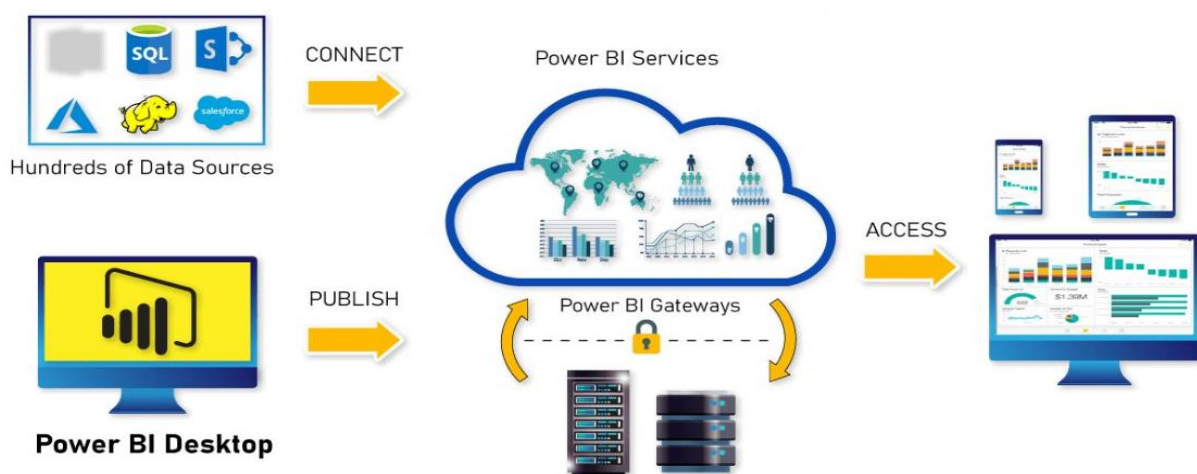 SQL
S
salesforce
Hundreds of Data Sources
CONNECT
Power BI Services
PUBLISH
Power BI Desktop
Power BI Gateways
ACCESS
$1.39M